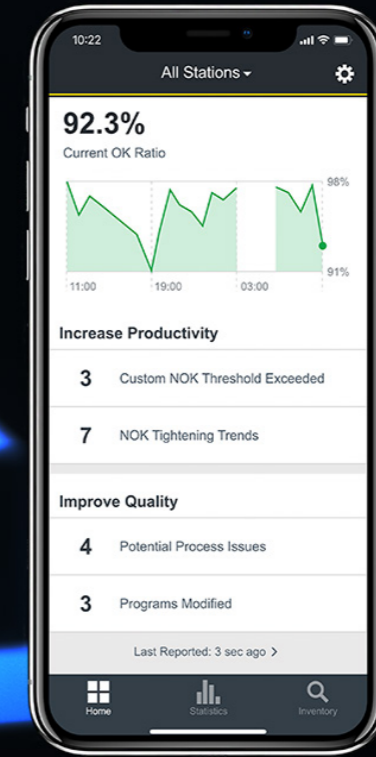 10:22
All Stations
92.3%
Current OK Ratio
98%
91%
11:00 19:00 03:00
Increase Productivity
3 Custom NOK Threshold Exceeded
7 NOK Tightening Trends
Improve Quality
4 Potential Process Issues
3 Programs Modified
Last Reported: 3 sec ago >
Home Statistics Inventory